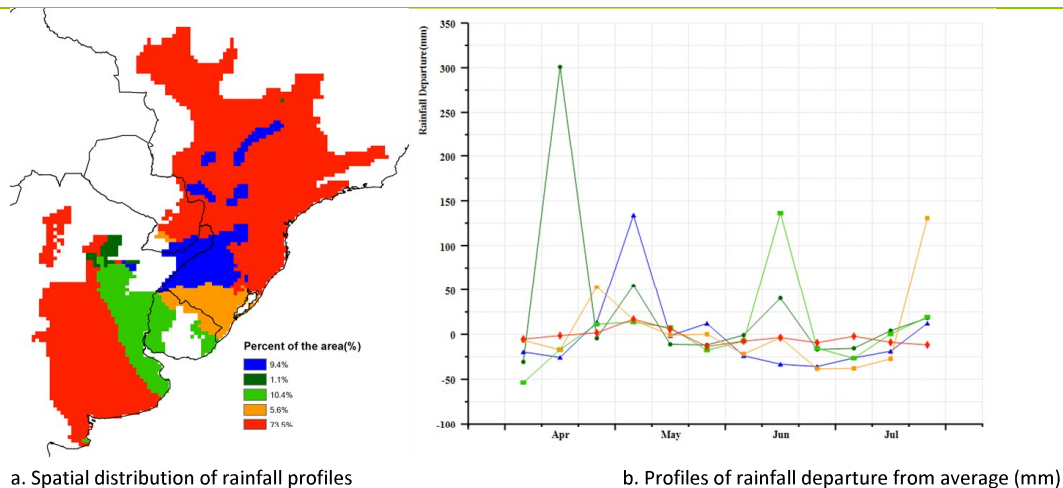 Percent of the area(%)
9.4%
1.1%
10.4%
5.6%
73.5%
a. Spatial distribution of rainfall profiles
Rainfall Departure(mm)
350
300
250
200
150
100
50
0
-50
-100
Apr
May
Jun
Jul
b. Profiles of rainfall departure from average (mm)